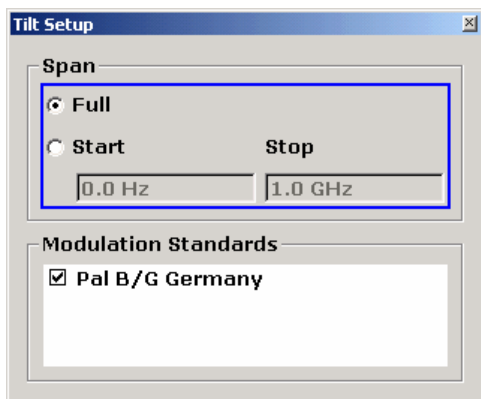 Tilt Setup
Span
Full
Start Stop
0.0 Hz 1.0 GHz
Modulation Standards
Pal B/G Germany